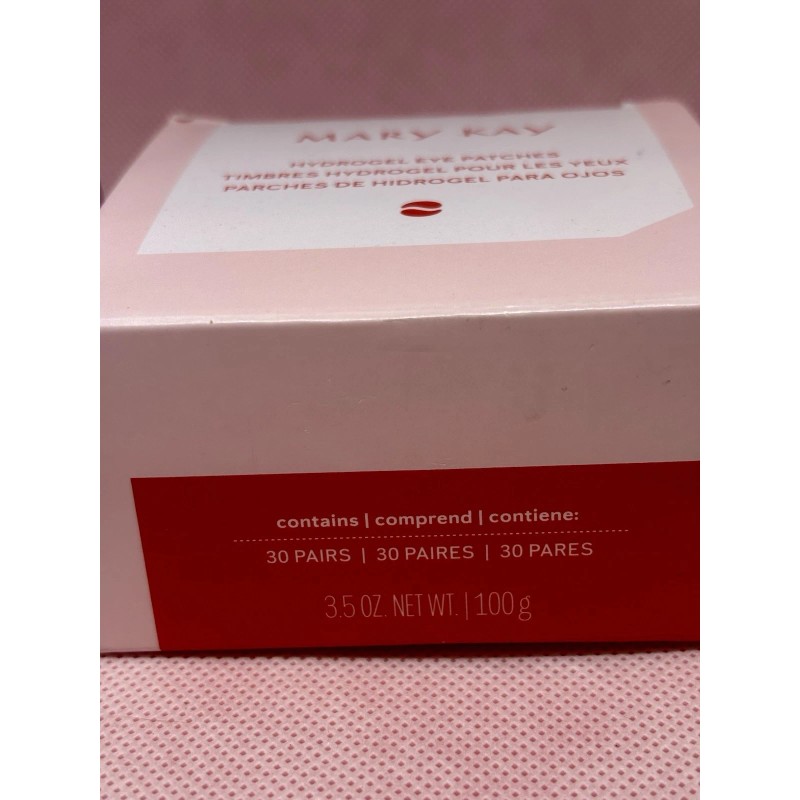 MARY KAY
HYDROGEL EYE PATCHES
TIMBRES HYDROGEL POUR LES YEUX
PARCHES DE HIDROGEL PARA OJOS
contains | comprend | contiene:
30 PAIRS | 30 PAIRES | 30 PARES
3.5 OZ. NET WT. | 100 g